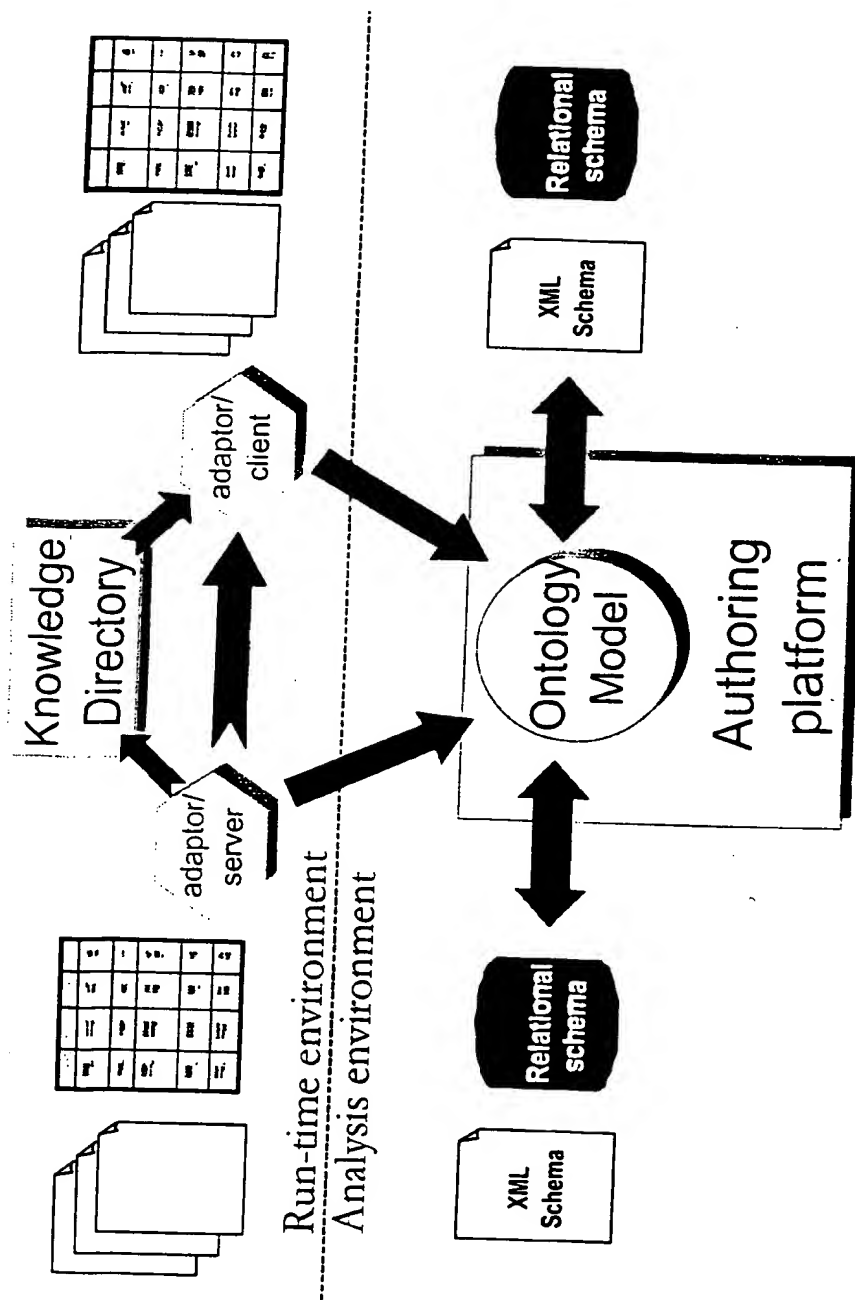 Knowledge
Directory
adaptor/
server
adaptor/
client
Run-time environment
Analysis environment
XML
Schema
Relational
schema
Ontology
Model
Authoring
platform
XML
Schema
Relational
schema